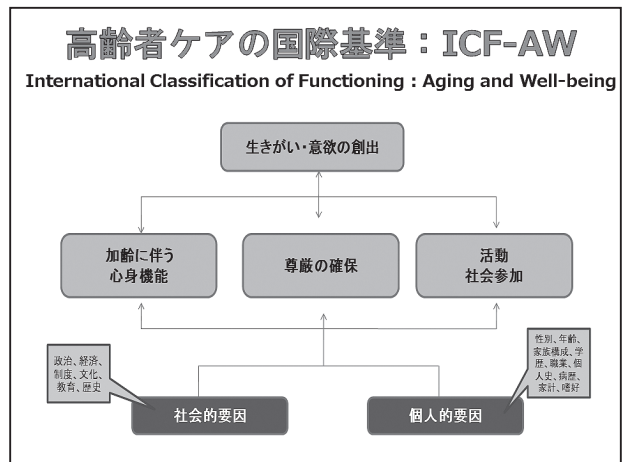 高齢者ケアの国際基準：ICF-AW
International Classification of Functioning : Aging and Well-being
生きがい・意欲の創出
加齢に伴う
心身機能
尊厳の確保
活動
社会参加
政治、経済、
制度、文化、
教育、歴史
性別、年齢、
家族構成、学
歴、職業、個
人史、病歴、
家計、嗜好
社会的要因
個人的要因